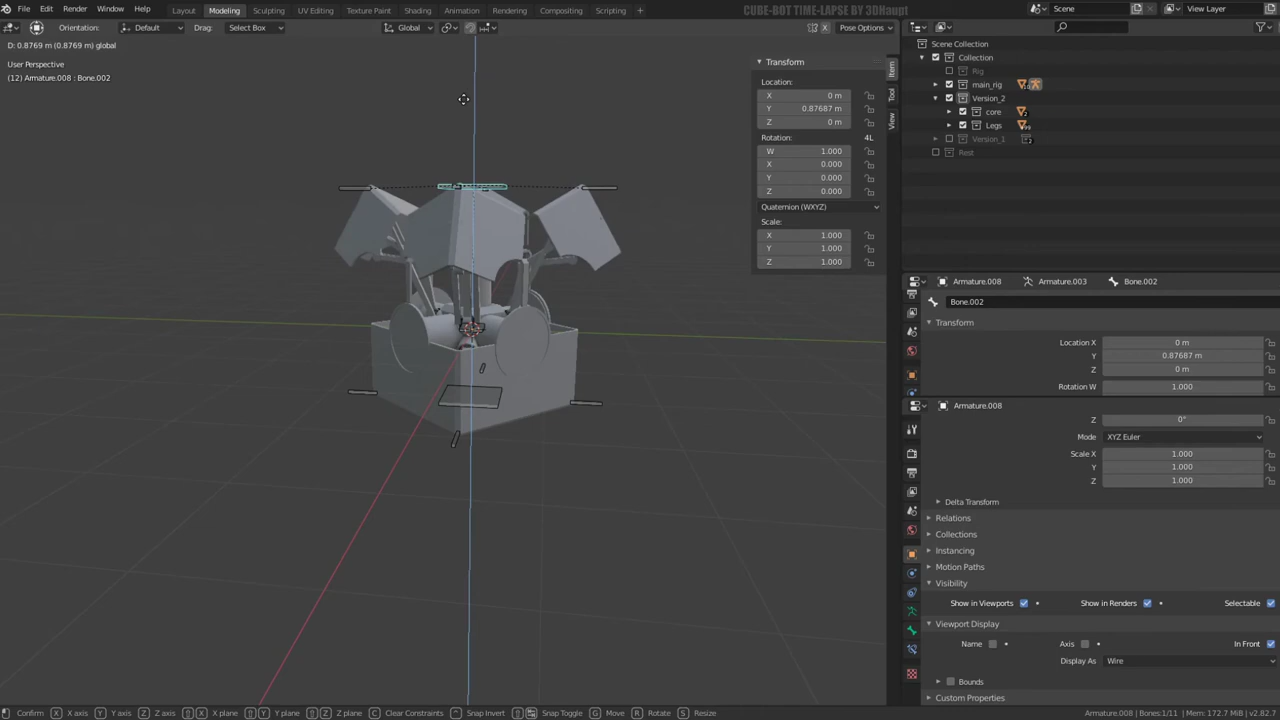 File Edit Render Window Help Layout Modeling Sculpting UV Editing Texture Paint Shading Animation Rendering Compositing Scripting CUBE-BOT TIME-LAPSE BY 3DHaupt Scene View Layer
Orientation: Default Drag: Select Box Global X Pose Options
D: 0.8769 m (0.8769 m) global
User Perspective
(12) Armature.008 : Bone.002
Transform
Location:
X 0 m
Y 0.87687 m
Z 0 m
Rotation: 4L
W 1.000
X 0.000
Y 0.000
Z 0.000
Quaternion (WXYZ)
Scale:
X 1.000
Y 1.000
Z 1.000
Item
Tool
View
Scene Collection
Collection
Rig
main_rig
Version_2
core
Legs
Version_1
Rest
Armature.008 Armature.003 Bone.002
Bone.002
Transform
Location X 0 m
Y 0.87687 m
Z 0 m
Rotation W 1.000
Armature.008
Z 0°
Mode XYZ Euler
Scale X 1.000
Y 1.000
Z 1.000
Delta Transform
Relations
Collections
Instancing
Motion Paths
Visibility
Show in Viewports Show in Renders Selectable
Viewport Display
Name Axis In Front
Display As Wire
Bounds
Custom Properties
Confirm X X axis Y Y axis Z Z axis X X plane Y Y plane Z Z plane C Clear Constraints Snap Invert Snap Toggle G Move R Rotate S Resize Armature.008 | Bones:1/11 | Mem: 172.7 MiB | v2.82.7